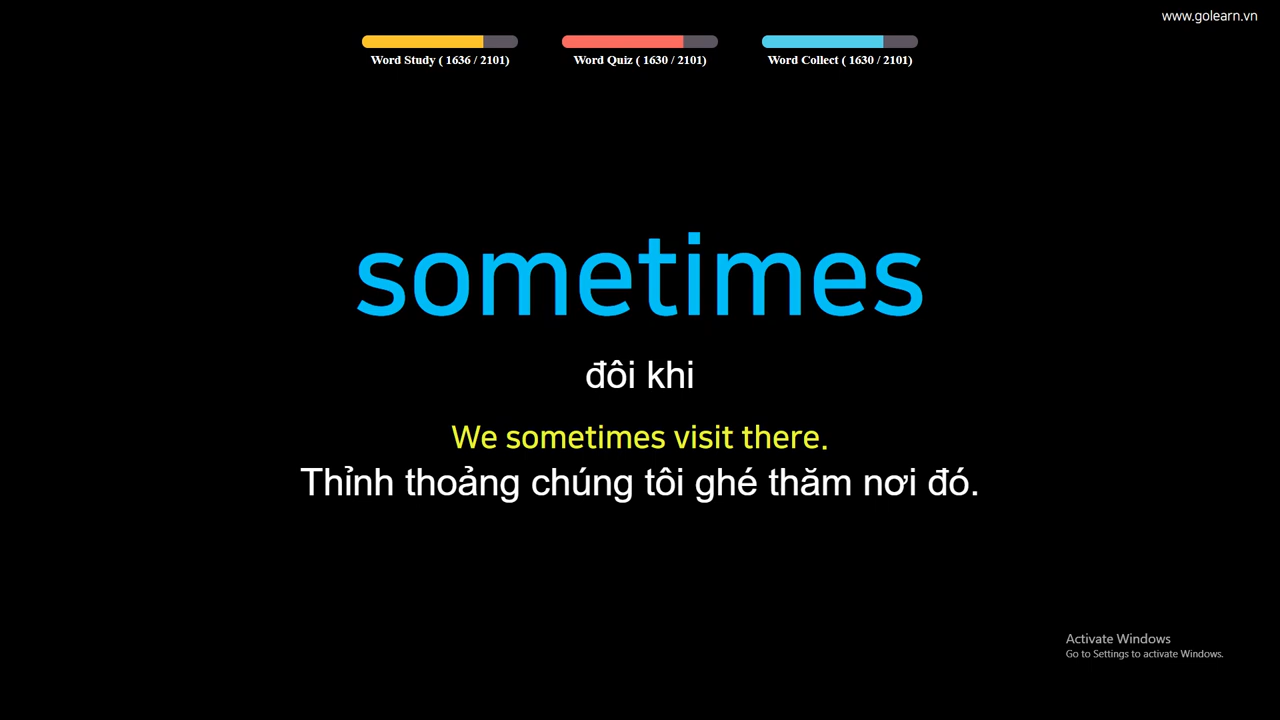 www.golearn.vn
Word Study ( 1636 / 2101)
Word Quiz ( 1630 / 2101)
Word Collect ( 1630 / 2101)
sometimes
đôi khi
We sometimes visit there.
Thỉnh thoảng chúng tôi ghé thăm nơi đó.
Activate Windows
Go to Settings to activate Windows.